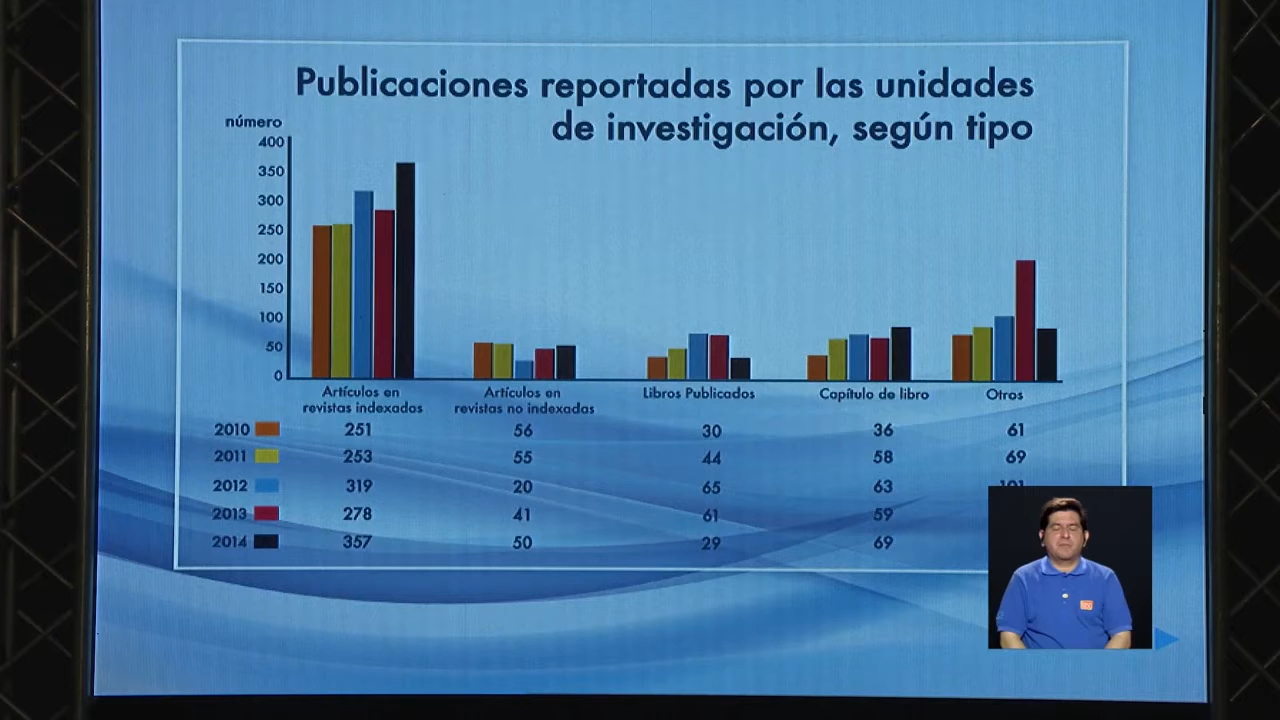 Publicaciones reportadas por las unidades
de investigación, según tipo
número
400
350
300
250
200
150
100
50
0
Artículos en
revistas indexadas
Artículos en
revistas no indexadas
Libros Publicados
Capítulo de libro
Otros
2010 251 56 30 36 61
2011 253 55 44 58 69
2012 319 20 65 63
2013 278 41 61 59
2014 357 50 29 69